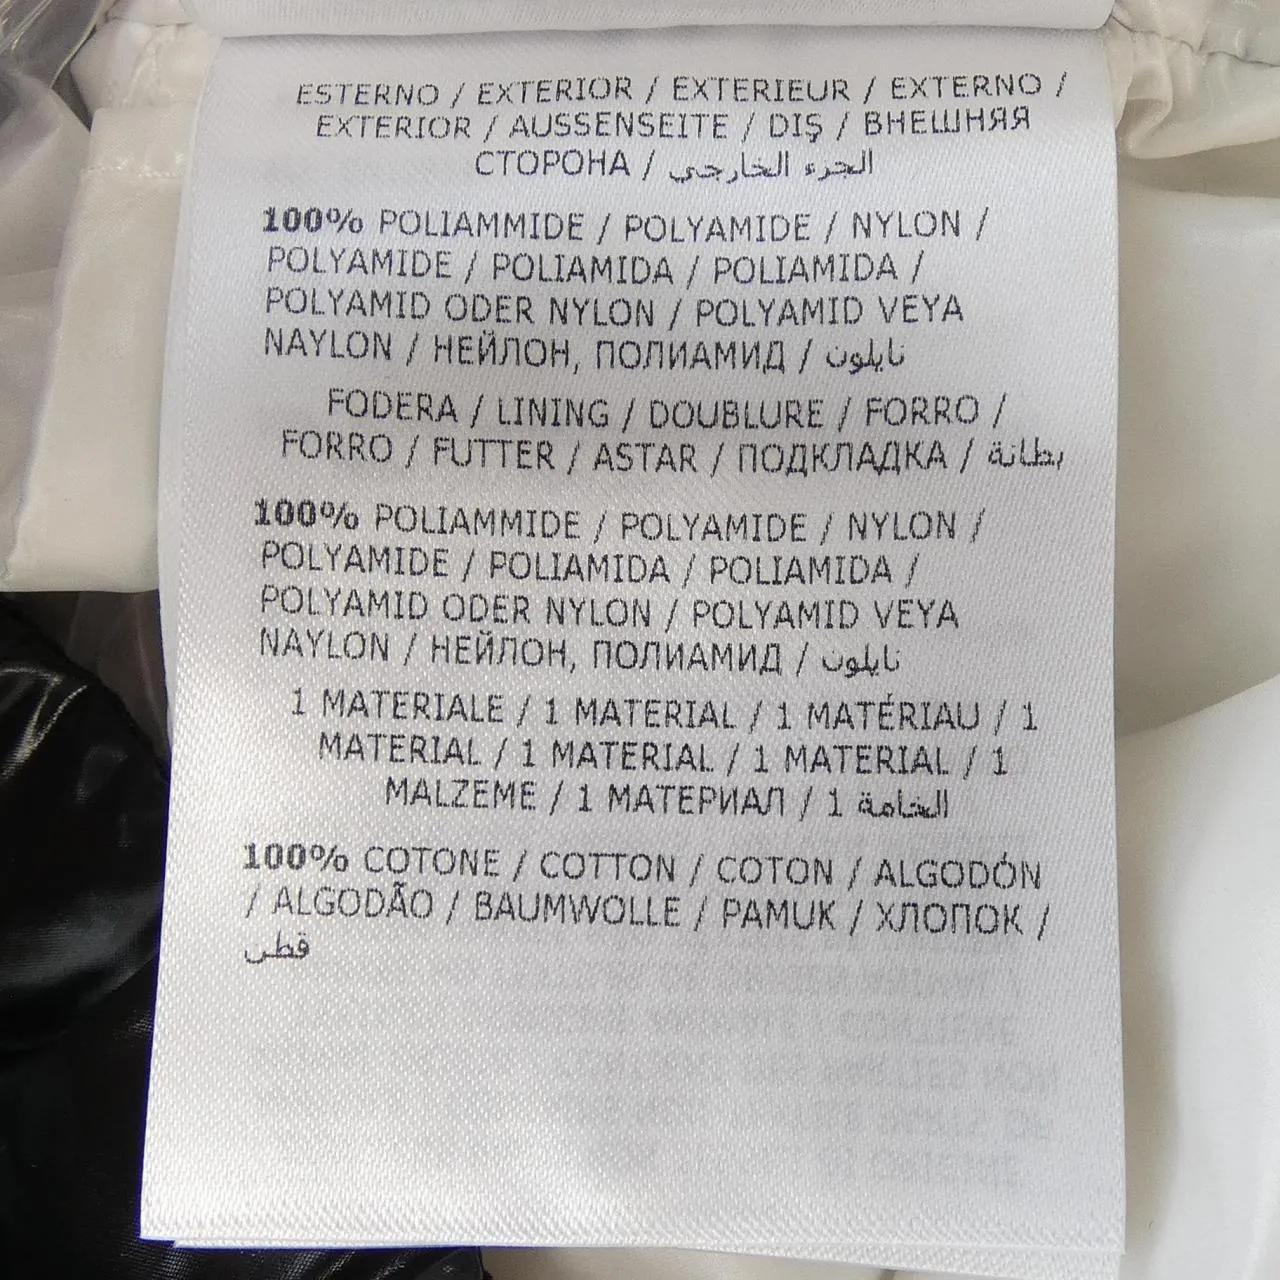 ESTERNO / EXTERIOR / EXTERIEUR / EXTERNO /
EXTERIOR / AUSSENSEITE / DIŞ / ВНЕШНЯЯ
СТОРОНА / الجزء الخارجي
100% POLIAMMIDE / POLYAMIDE / NYLON /
POLYAMIDE / POLIAMIDA / POLIAMIDA /
POLYAMID ODER NYLON / POLYAMID VEYA
NAYLON / НЕЙЛОН, ПОЛИАМИД / نايلون
FODERA / LINING / DOUBLURE / FORRO /
FORRO / FUTTER / ASTAR / ПОДКЛАДКА / بطانة
100% POLIAMMIDE / POLYAMIDE / NYLON /
POLYAMIDE / POLIAMIDA / POLIAMIDA /
POLYAMID ODER NYLON / POLYAMID VEYA
NAYLON / НЕЙЛОН, ПОЛИАМИД / نايلون
1 MATERIALE / 1 MATERIAL / 1 MATÉRIAU / 1
MATERIAL / 1 MATERIAL / 1 MATERIAL / 1
MALZEME / 1 МАТЕРИАЛ / 1 الخامة
100% COTONE / COTTON / COTON / ALGODÓN
/ ALGODÃO / BAUMWOLLE / PAMUK / ХЛОПОК /
قطن